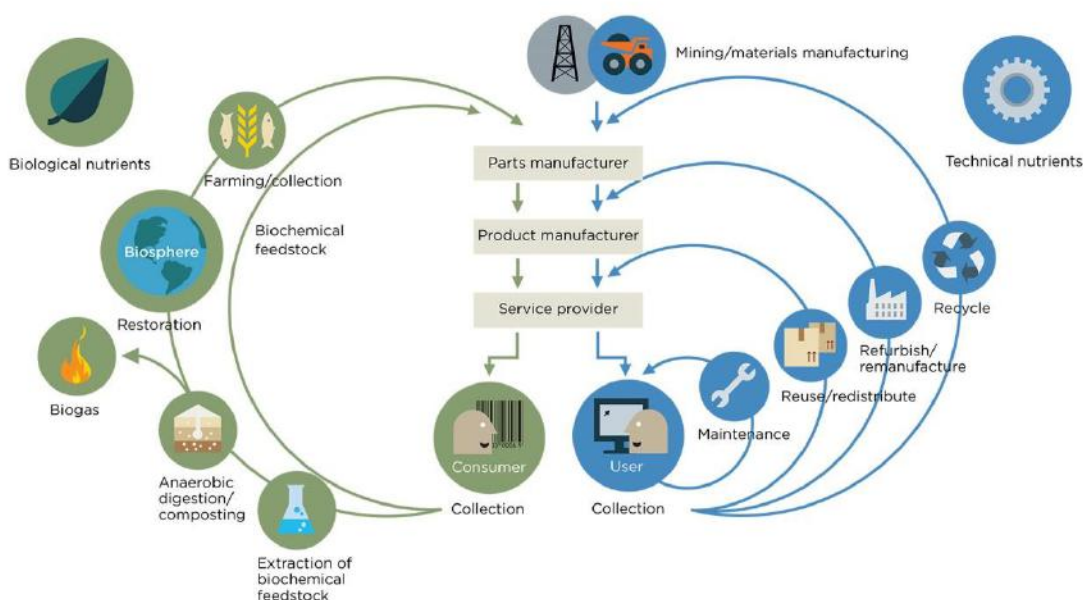 Mining/materials manufacturing
Biological nutrients
Technical nutrients
Farming/collection
Parts manufacturer
Biochemical
feedstock
Product manufacturer
Biosphere
Restoration
Service provider
Recycle
Refurbish/
remanufacture
Reuse/redistribute
Biogas
Maintenance
Consumer
User
Anaerobic
digestion/
composting
Collection
Collection
Extraction of
biochemical
feedstock